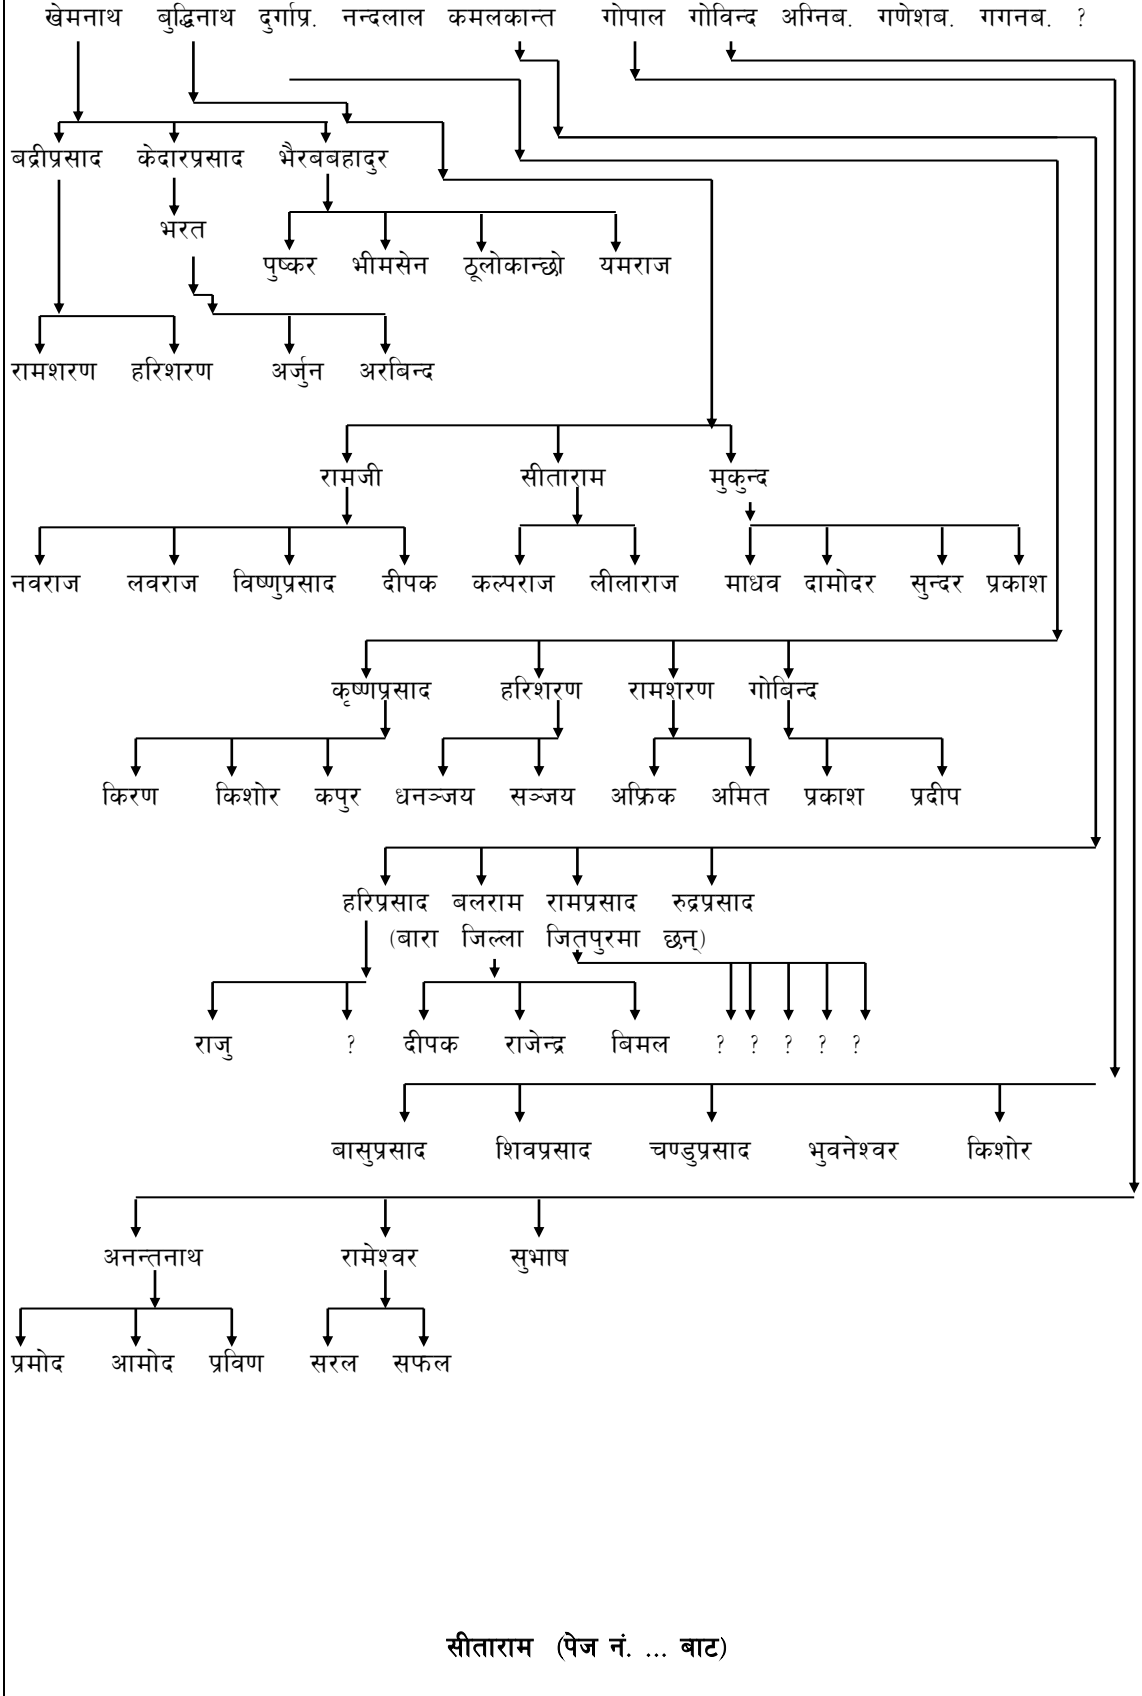 खेमनाथ बुद्धिनाथ दुर्गाप्र. नन्दलाल कमलकान्त गोपाल गोविन्द अग्निब. गणेशब. गगनब. ?
बद्रीप्रसाद केदारप्रसाद भैरबबहादुर
भरत
पुष्कर भीमसेन ठूलोकान्छो यमराज
रामशरण हरिशरण अर्जुन अरबिन्द
रामजी सीताराम मुकुन्द
नवराज लवराज विष्णुप्रसाद दीपक कल्पराज लीलाराज माधव दामोदर सुन्दर प्रकाश
कृष्णप्रसाद हरिशरण रामशरण गोबिन्द
किरण किशोर कपुर धनञ्जय सञ्जय अफ्रिक अमित प्रकाश प्रदीप
हरिप्रसाद बलराम रामप्रसाद रुद्रप्रसाद
(बारा जिल्ला जितपुरमा छन्)
राजु ? दीपक राजेन्द्र बिमल ? ? ? ? ?
बासुप्रसाद शिवप्रसाद चण्डुप्रसाद भुवनेश्वर किशोर
अनन्तनाथ रामेश्वर सुभाष
प्रमोद आमोद प्रविण सरल सफल
सीताराम (पेज नं. ... बाट)